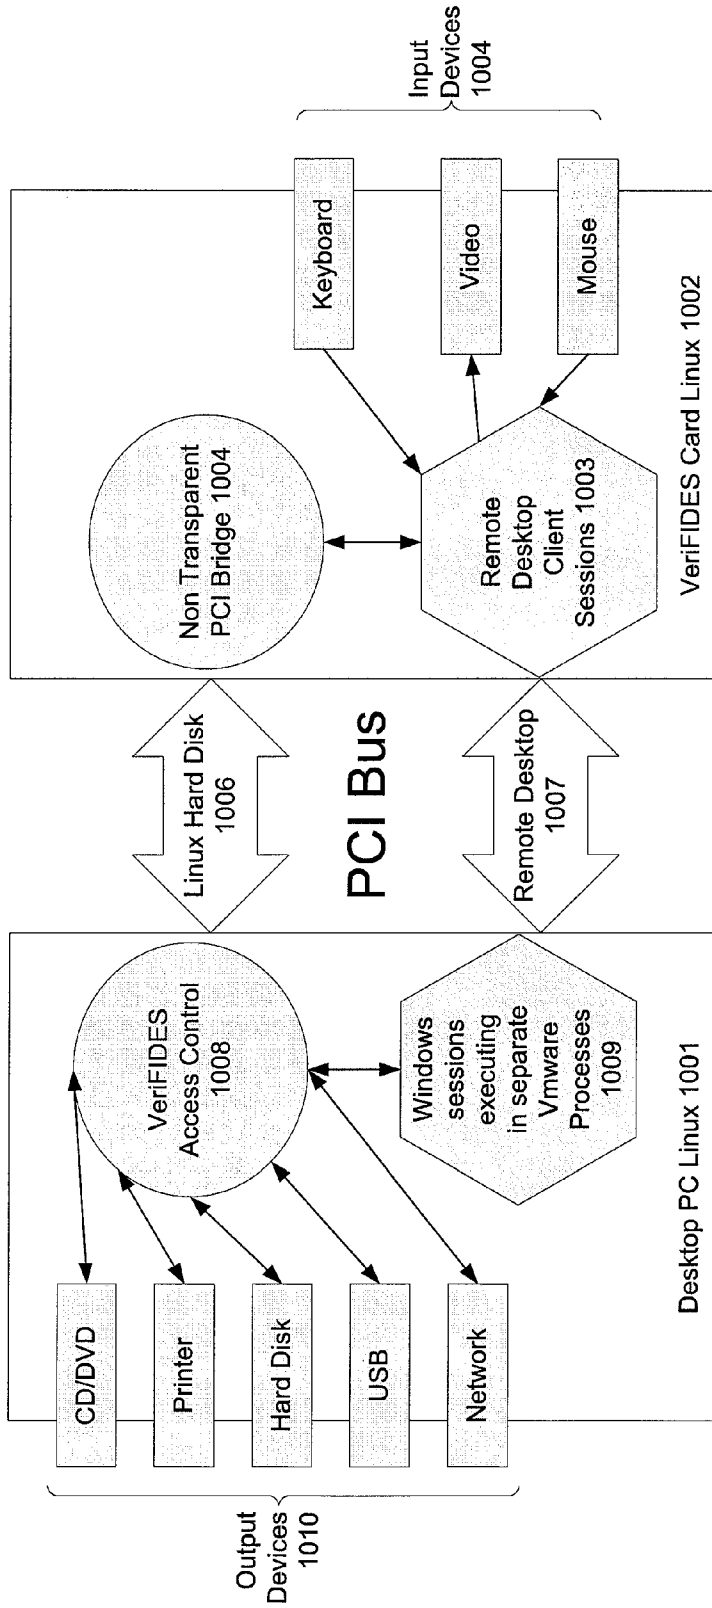 Output
Devices
1010
CD/DVD
Printer
Hard Disk
USB
Network
VeriFIDES
Access Control
1008
Windows
sessions
executing
in separate
Vmware
Processes
1009
Desktop PC Linux 1001
Linux Hard Disk
1006
PCI Bus
Remote Desktop
1007
Non Transparent
PCI Bridge 1004
Remote
Desktop
Client
Sessions 1003
Keyboard
Video
Mouse
VeriFIDES Card Linux 1002
Input
Devices
1004